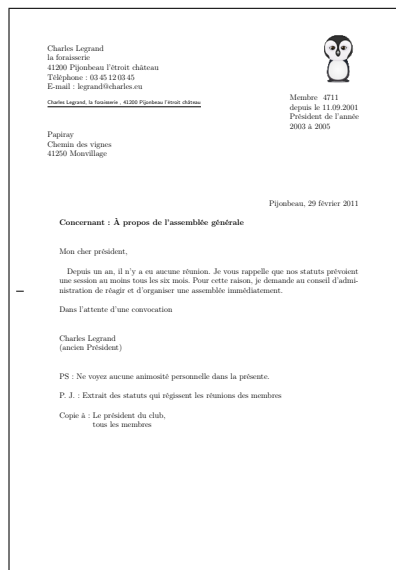 Charles Legrand
la foraisserie
41200 Pijonbeau l'étroit château
Téléphone : 03 45 12 03 45
E-mail : legrand@charles.eu
Charles Legrand, la foraisserie , 41200 Pijonbeau l'étroit château
Membre 4711
depuis le 11.09.2001
Président de l'année
2003 à 2005
Papiray
Chemin des vignes
41250 Monvillage
Pijonbeau, 29 février 2011
Concernant : À propos de l'assemblée générale
Mon cher président,
Depuis un an, il n'y a eu aucune réunion. Je vous rappelle que nos statuts prévoient
une session au moins tous les six mois. Pour cette raison, je demande au conseil d'admi-
nistration de réagir et d'organiser une assemblée immédiatement.
Dans l'attente d'une convocation
Charles Legrand
(ancien Président)
PS : Ne voyez aucune animosité personnelle dans la présente.
P. J. : Extrait des statuts qui régissent les réunions des membres
Copie à : Le président du club,
tous les membres